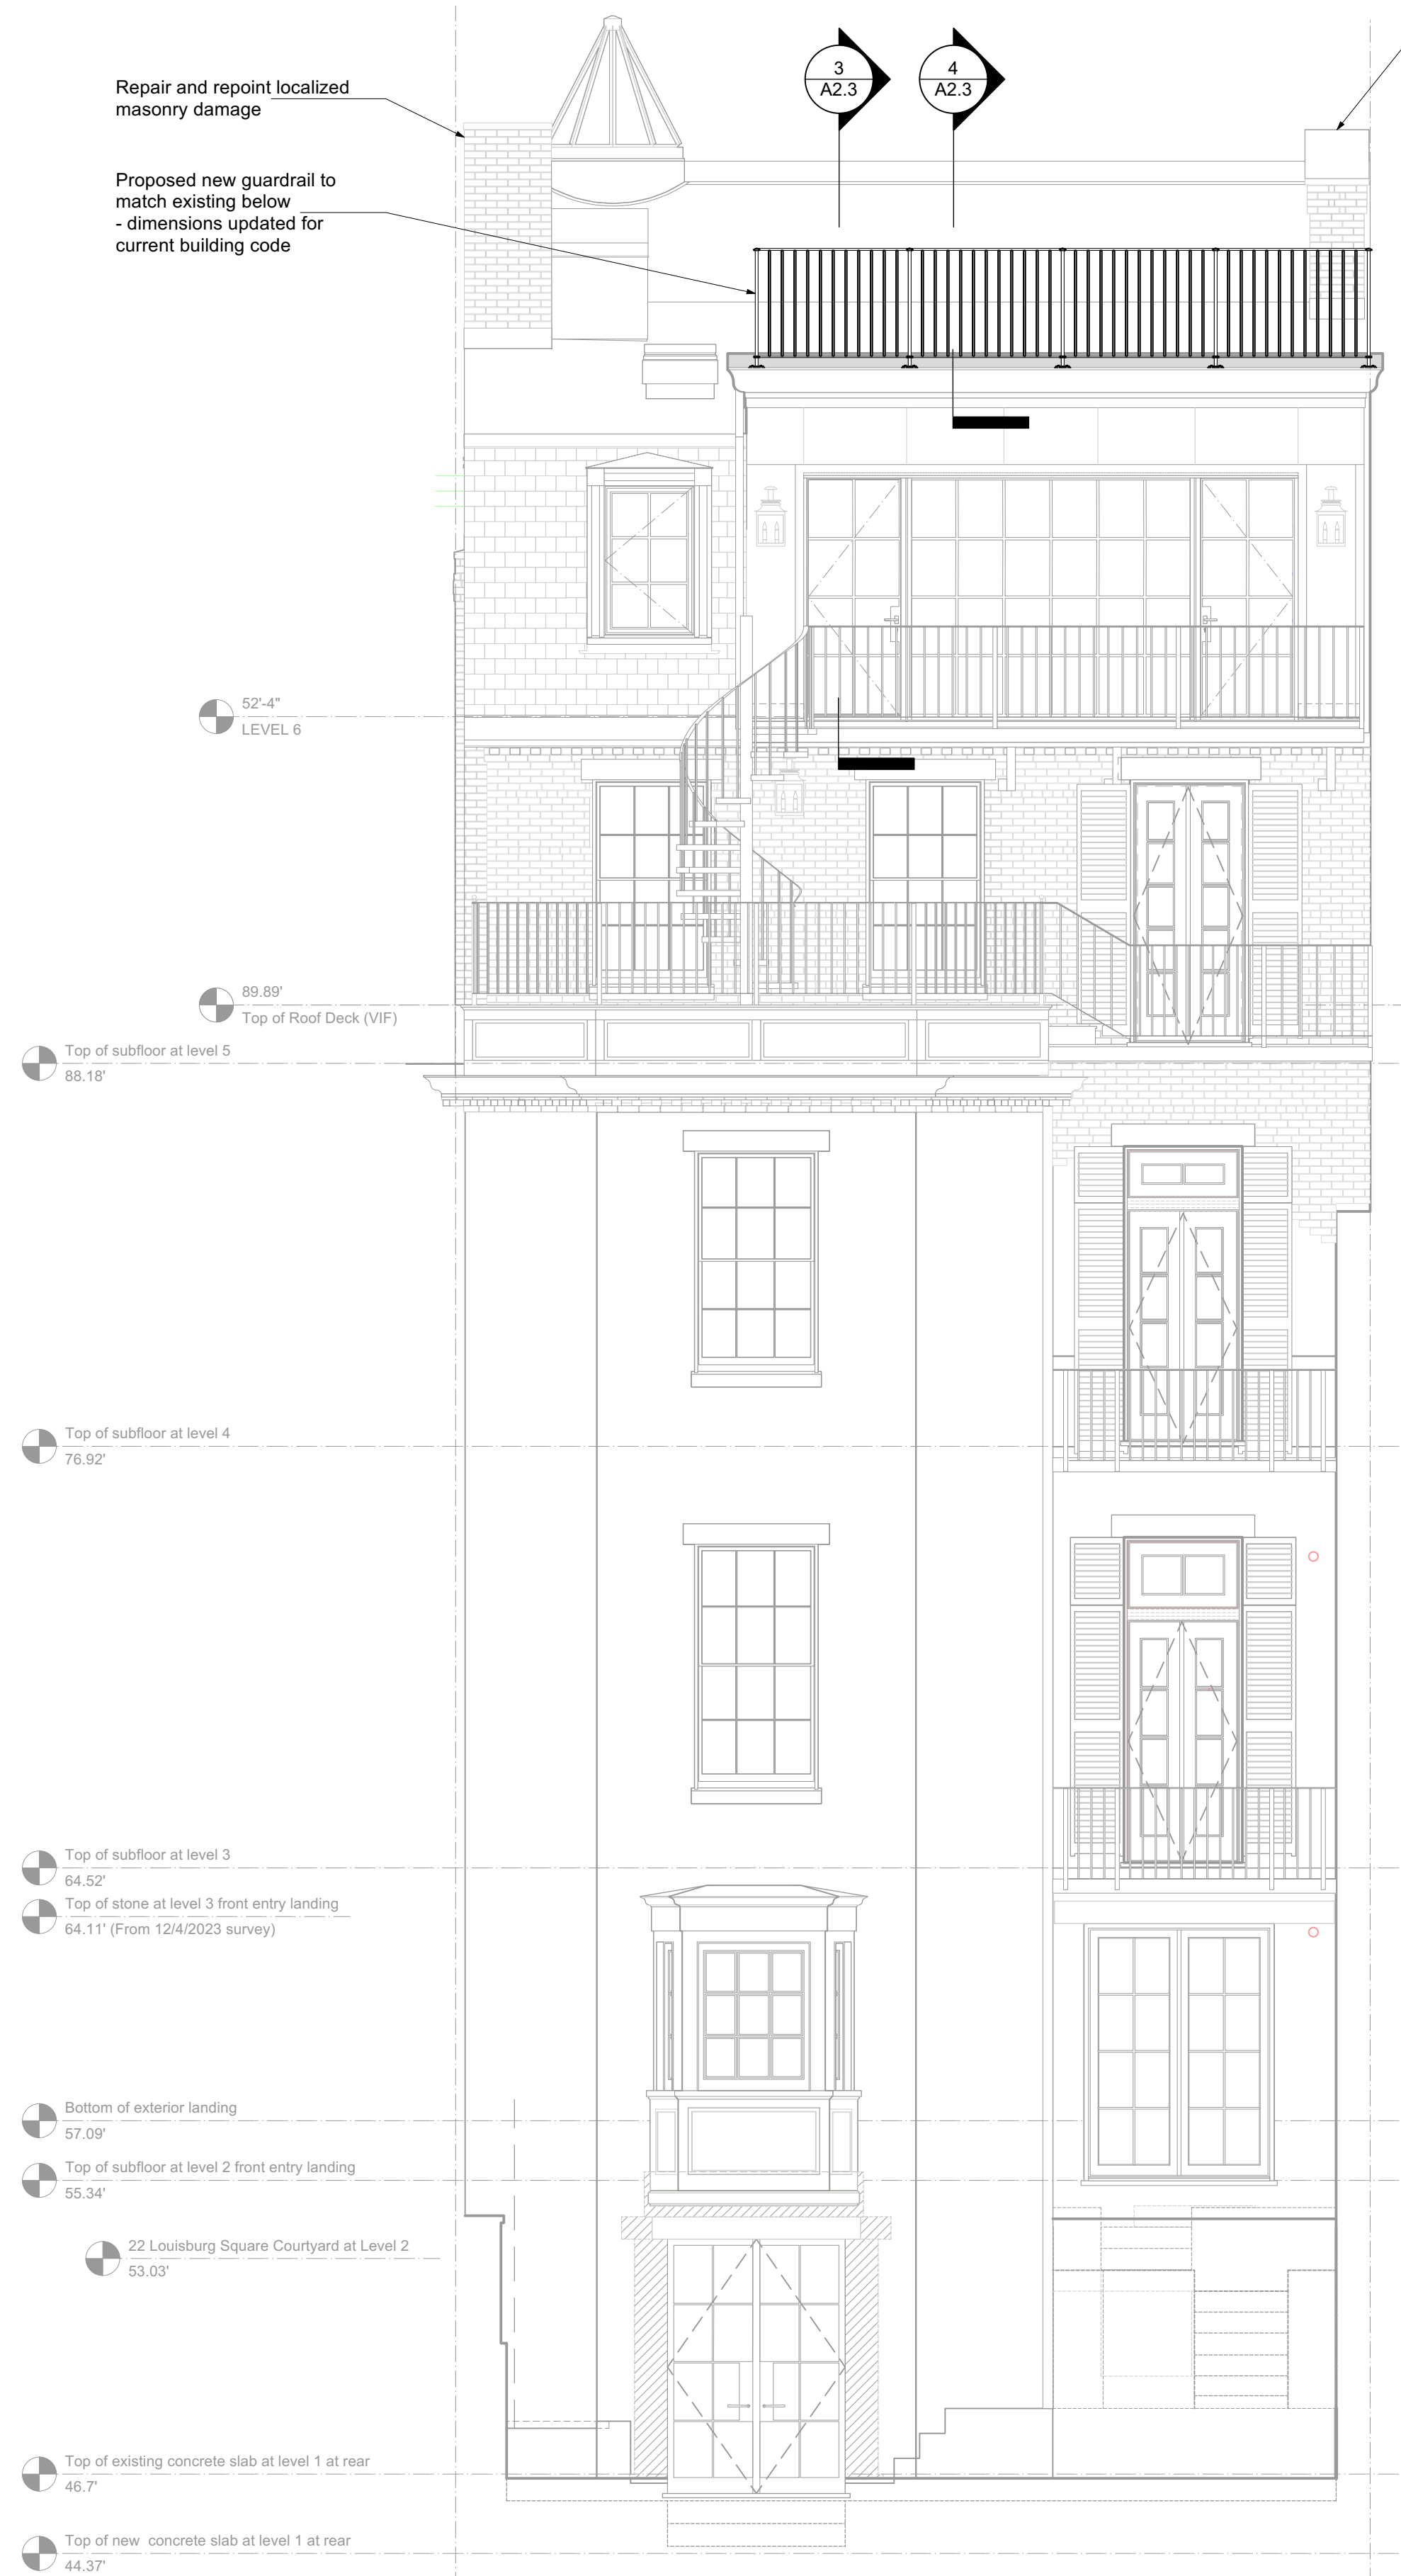 3
A2.3
4
A2.3
Repair and repoint localized
masonry damage
Proposed new guardrail to
match existing below
- dimensions updated for
current building code
52'-4"
LEVEL 6
89.89'
Top of Roof Deck (VIF)
Top of subfloor at level 5
88.18'
Top of subfloor at level 4
76.92'
Top of subfloor at level 3
64.52'
Top of stone at level 3 front entry landing
64.11' (From 12/4/2023 survey)
Bottom of exterior landing
57.09'
Top of subfloor at level 2 front entry landing
55.34'
22 Louisburg Square Courtyard at Level 2
53.03'
Top of existing concrete slab at level 1 at rear
46.7'
Top of new concrete slab at level 1 at rear
44.37'